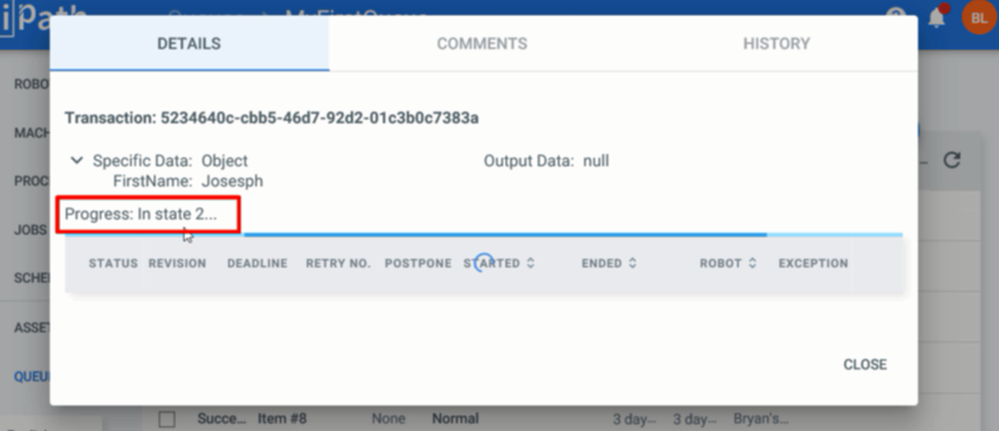 iPath
BL
DETAILS
COMMENTS
HISTORY
ROBO
Transaction: 5234640c-cbb5-46d7-92d2-01c3b0c7383a
MACH
Specific Data: Object
Output Data: null
PROC
FirstName: Josesph
Progress: In state 2...
JOBS
STATUS REVISION DEADLINE RETRY NO. POSTPONE STARTED ENDED ROBOT EXCEPTION
SCHE
ASSET
CLOSE
QUEU
Succe... Item #8 None Normal 3 day... 3 day... Bryan's...